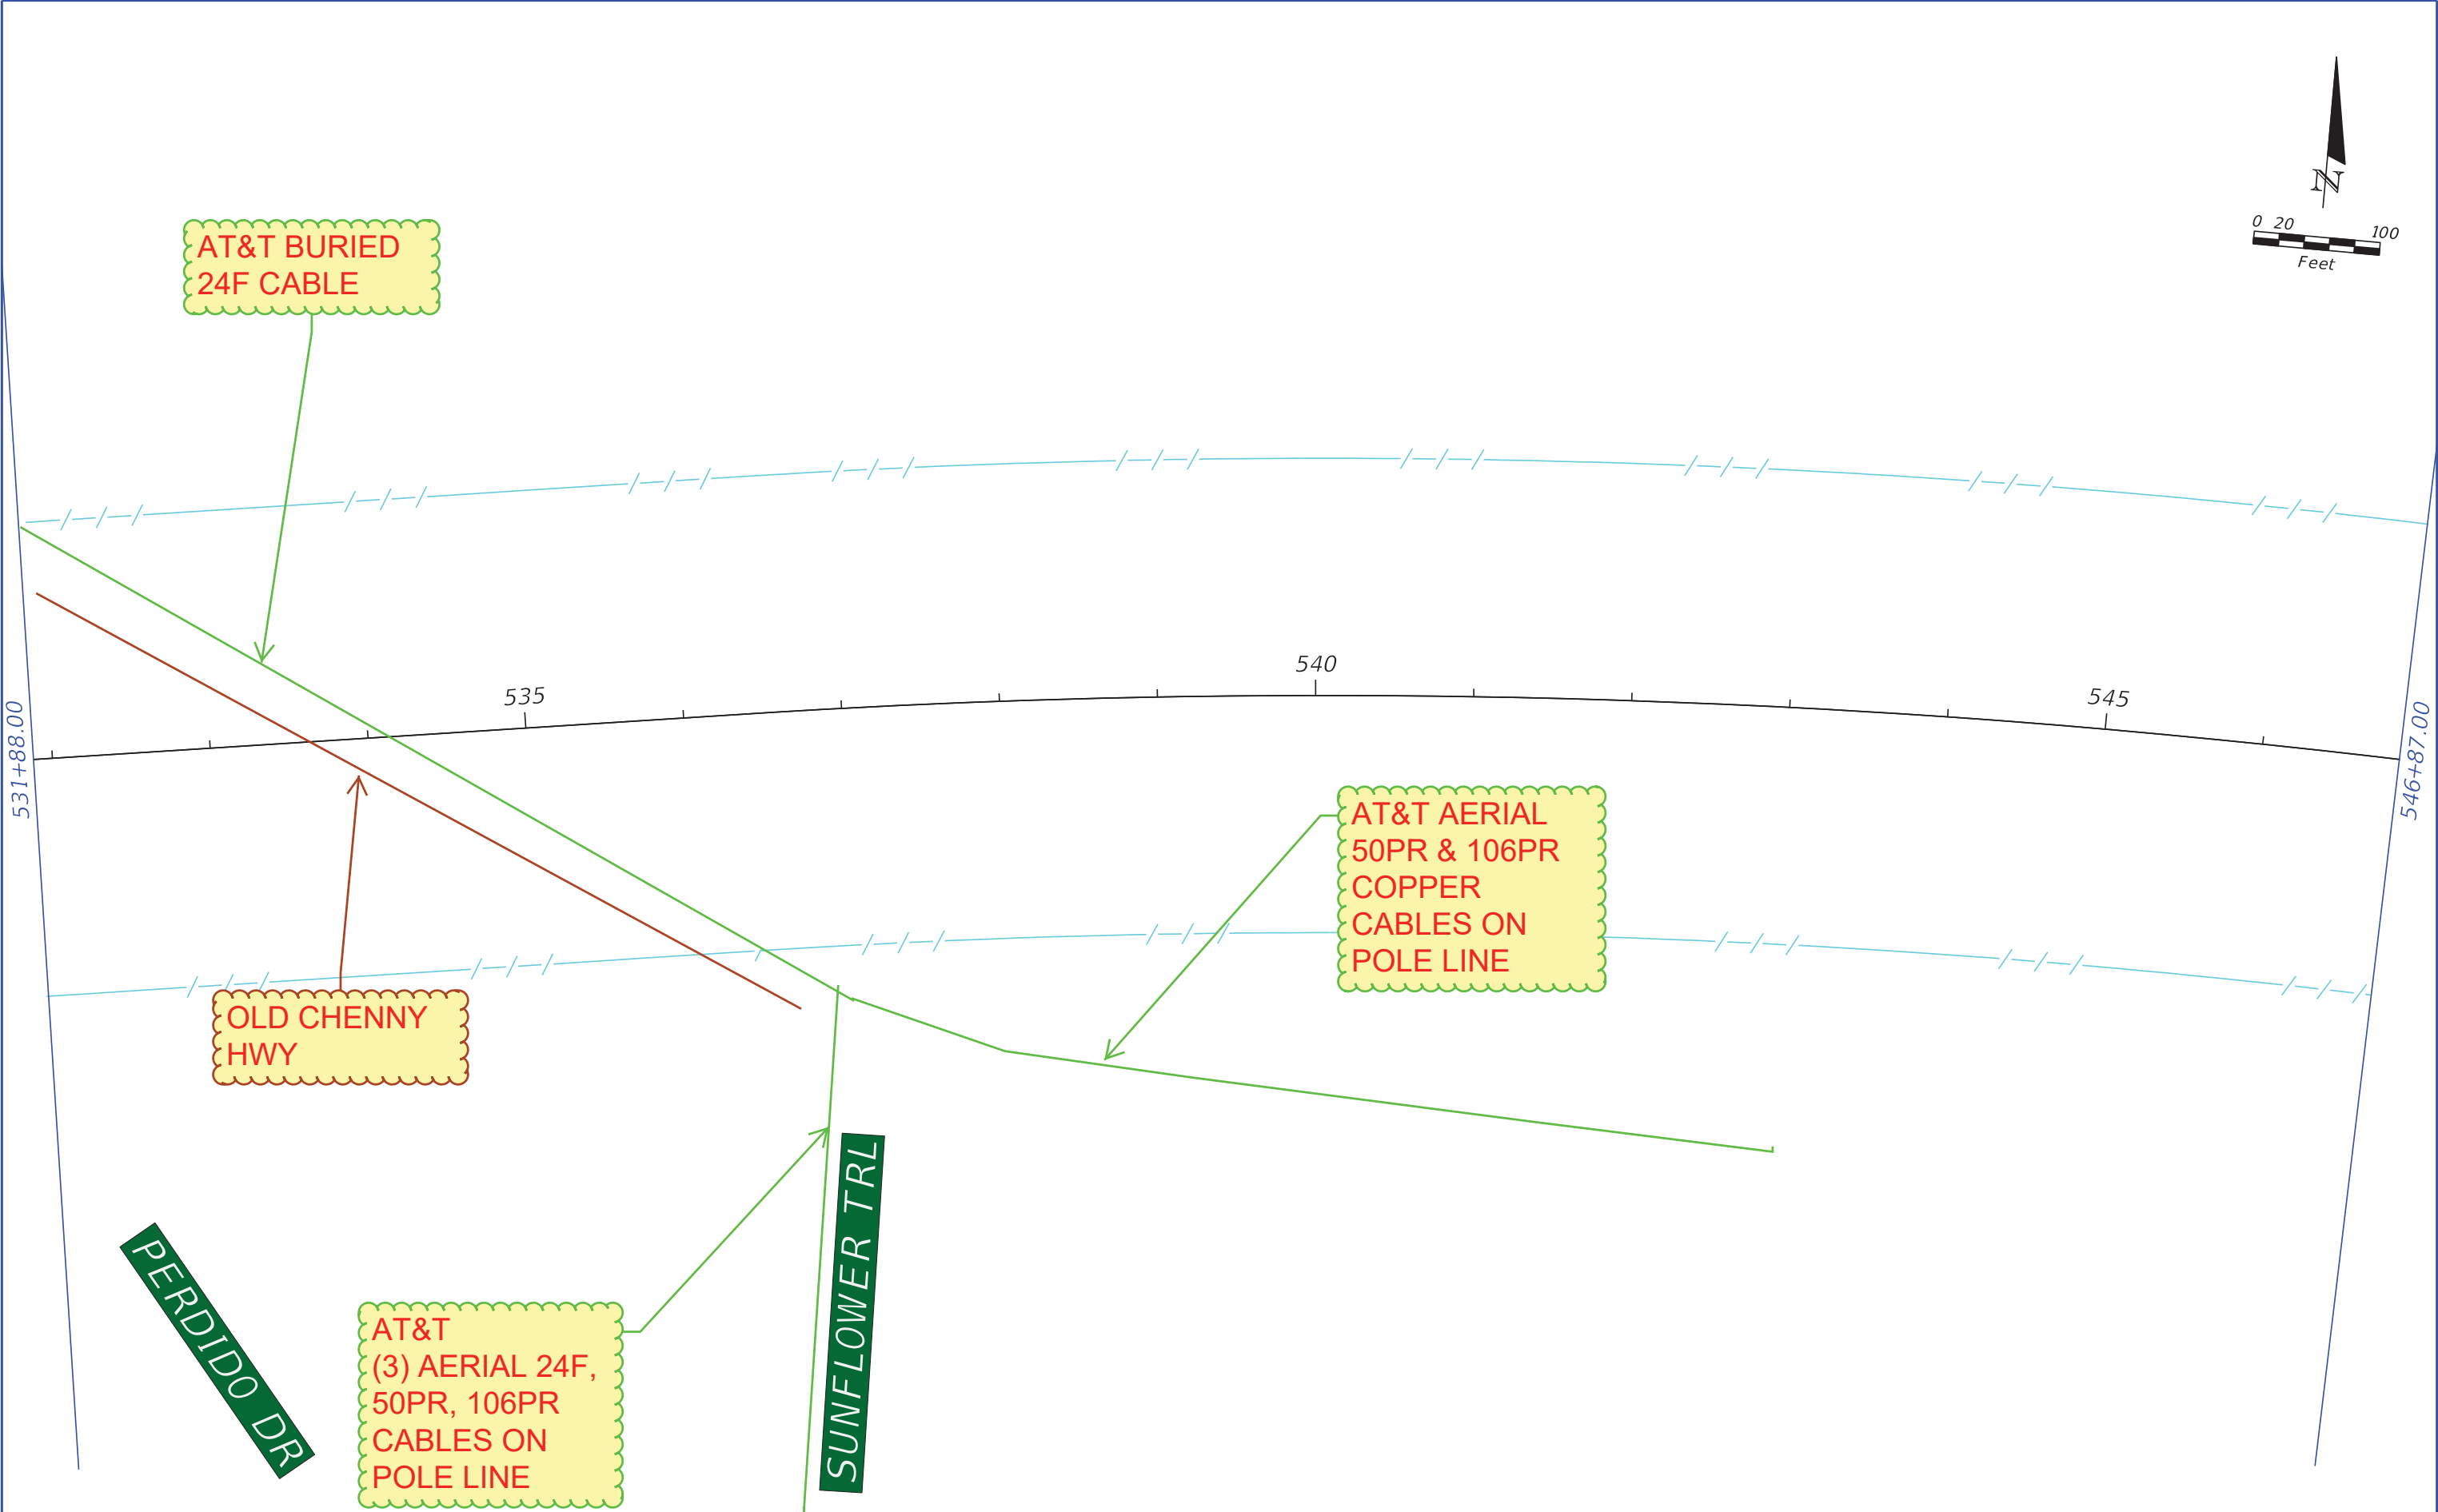 N
0 20 100
Feet
AT&T BURIED
24F CABLE
535
540
545
531+88.00
546+87.00
AT&T AERIAL
50PR & 106PR
COPPER
CABLES ON
POLE LINE
OLD CHENNY
HWY
SUNFLOWER TRL
PERDIDO DR
AT&T
(3) AERIAL 24F,
50PR, 106PR
CABLES ON
POLE LINE